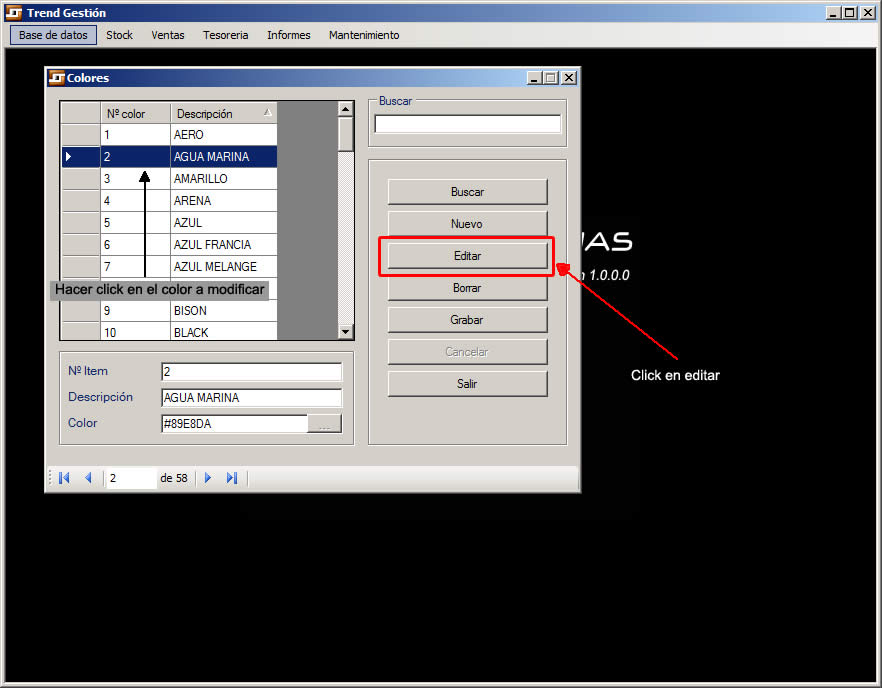 Trend Gestión
Base de datos Stock Ventas Tesoreria Informes Mantenimiento
Colores
Nº color Descripción
1 AERO
2 AGUA MARINA
3 AMARILLO
4 ARENA
5 AZUL
6 AZUL FRANCIA
7 AZUL MELANGE
Hacer click en el color a modificar
9 BISON
10 BLACK
Nº Item 2
Descripción AGUA MARINA
Color #89E8DA ...
2 de 58
Buscar
Buscar
Nuevo
Editar
Borrar
Grabar
Cancelar
Salir
1.0.0.0
Click en editar